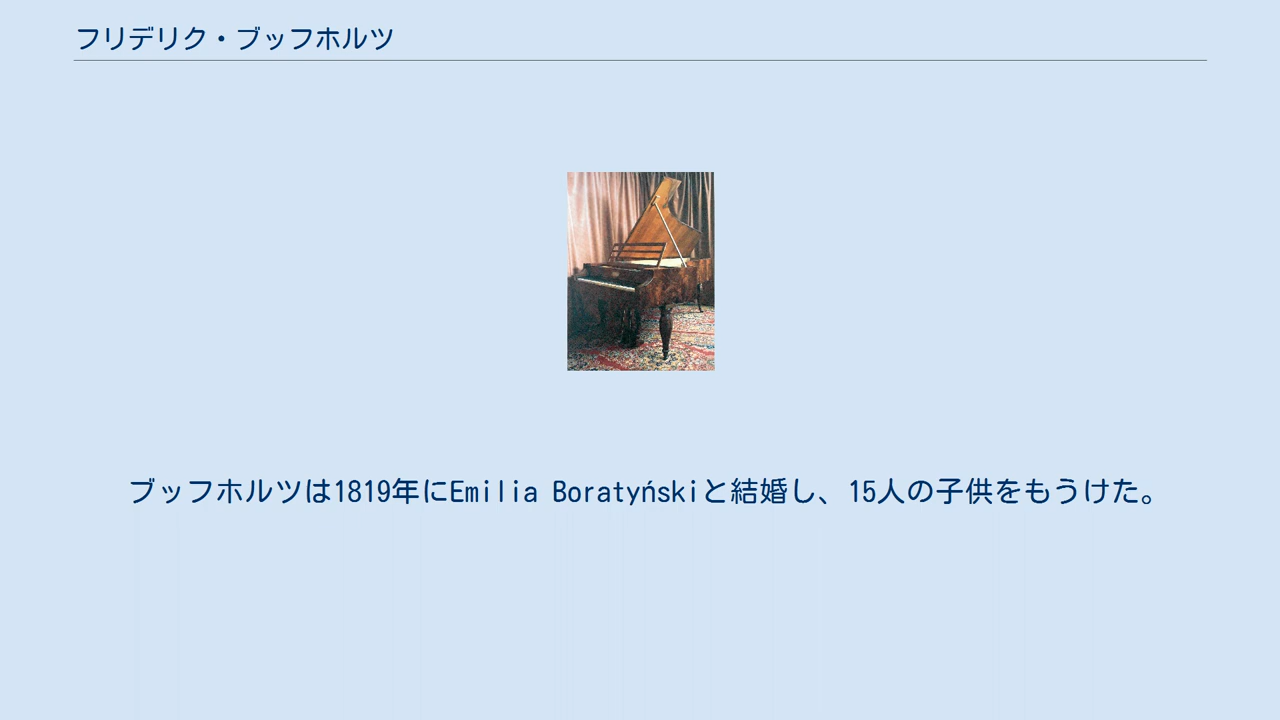 フリデリク・ブッフホルツ
ブッフホルツは1819年にEmilia Boratyńskiと結婚し、15人の子供をもうけた。